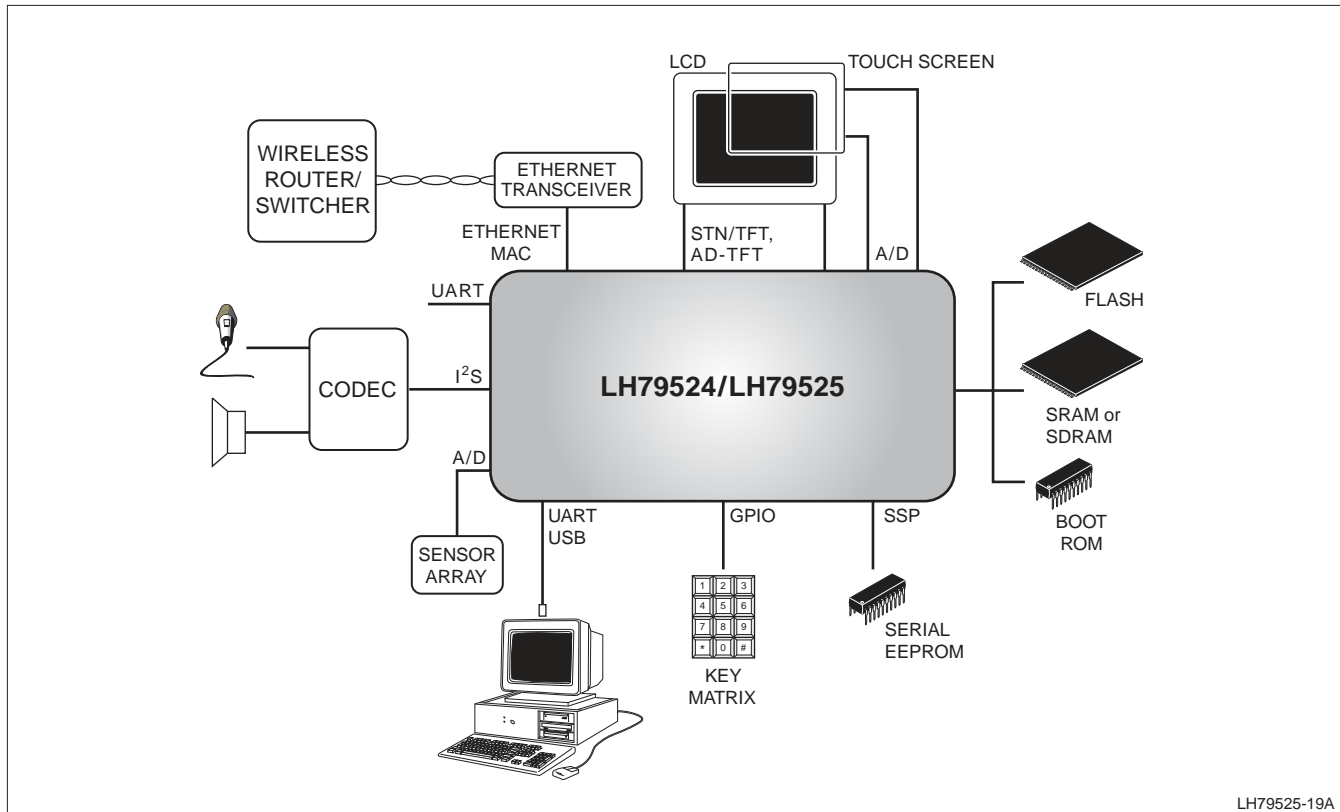 LCD
TOUCH SCREEN
WIRELESS
ROUTER/
SWITCHER
ETHERNET
TRANSCEIVER
ETHERNET
MAC
STN/TFT,
AD-TFT
A/D
UART
FLASH
CODEC
I²S
LH79524/LH79525
SRAM or
SDRAM
A/D
UART
USB
GPIO
SSP
BOOT
ROM
SENSOR
ARRAY
1 2 3
4 5 6
7 8 9
* 0 #
SERIAL
EEPROM
KEY
MATRIX
LH79525-19A